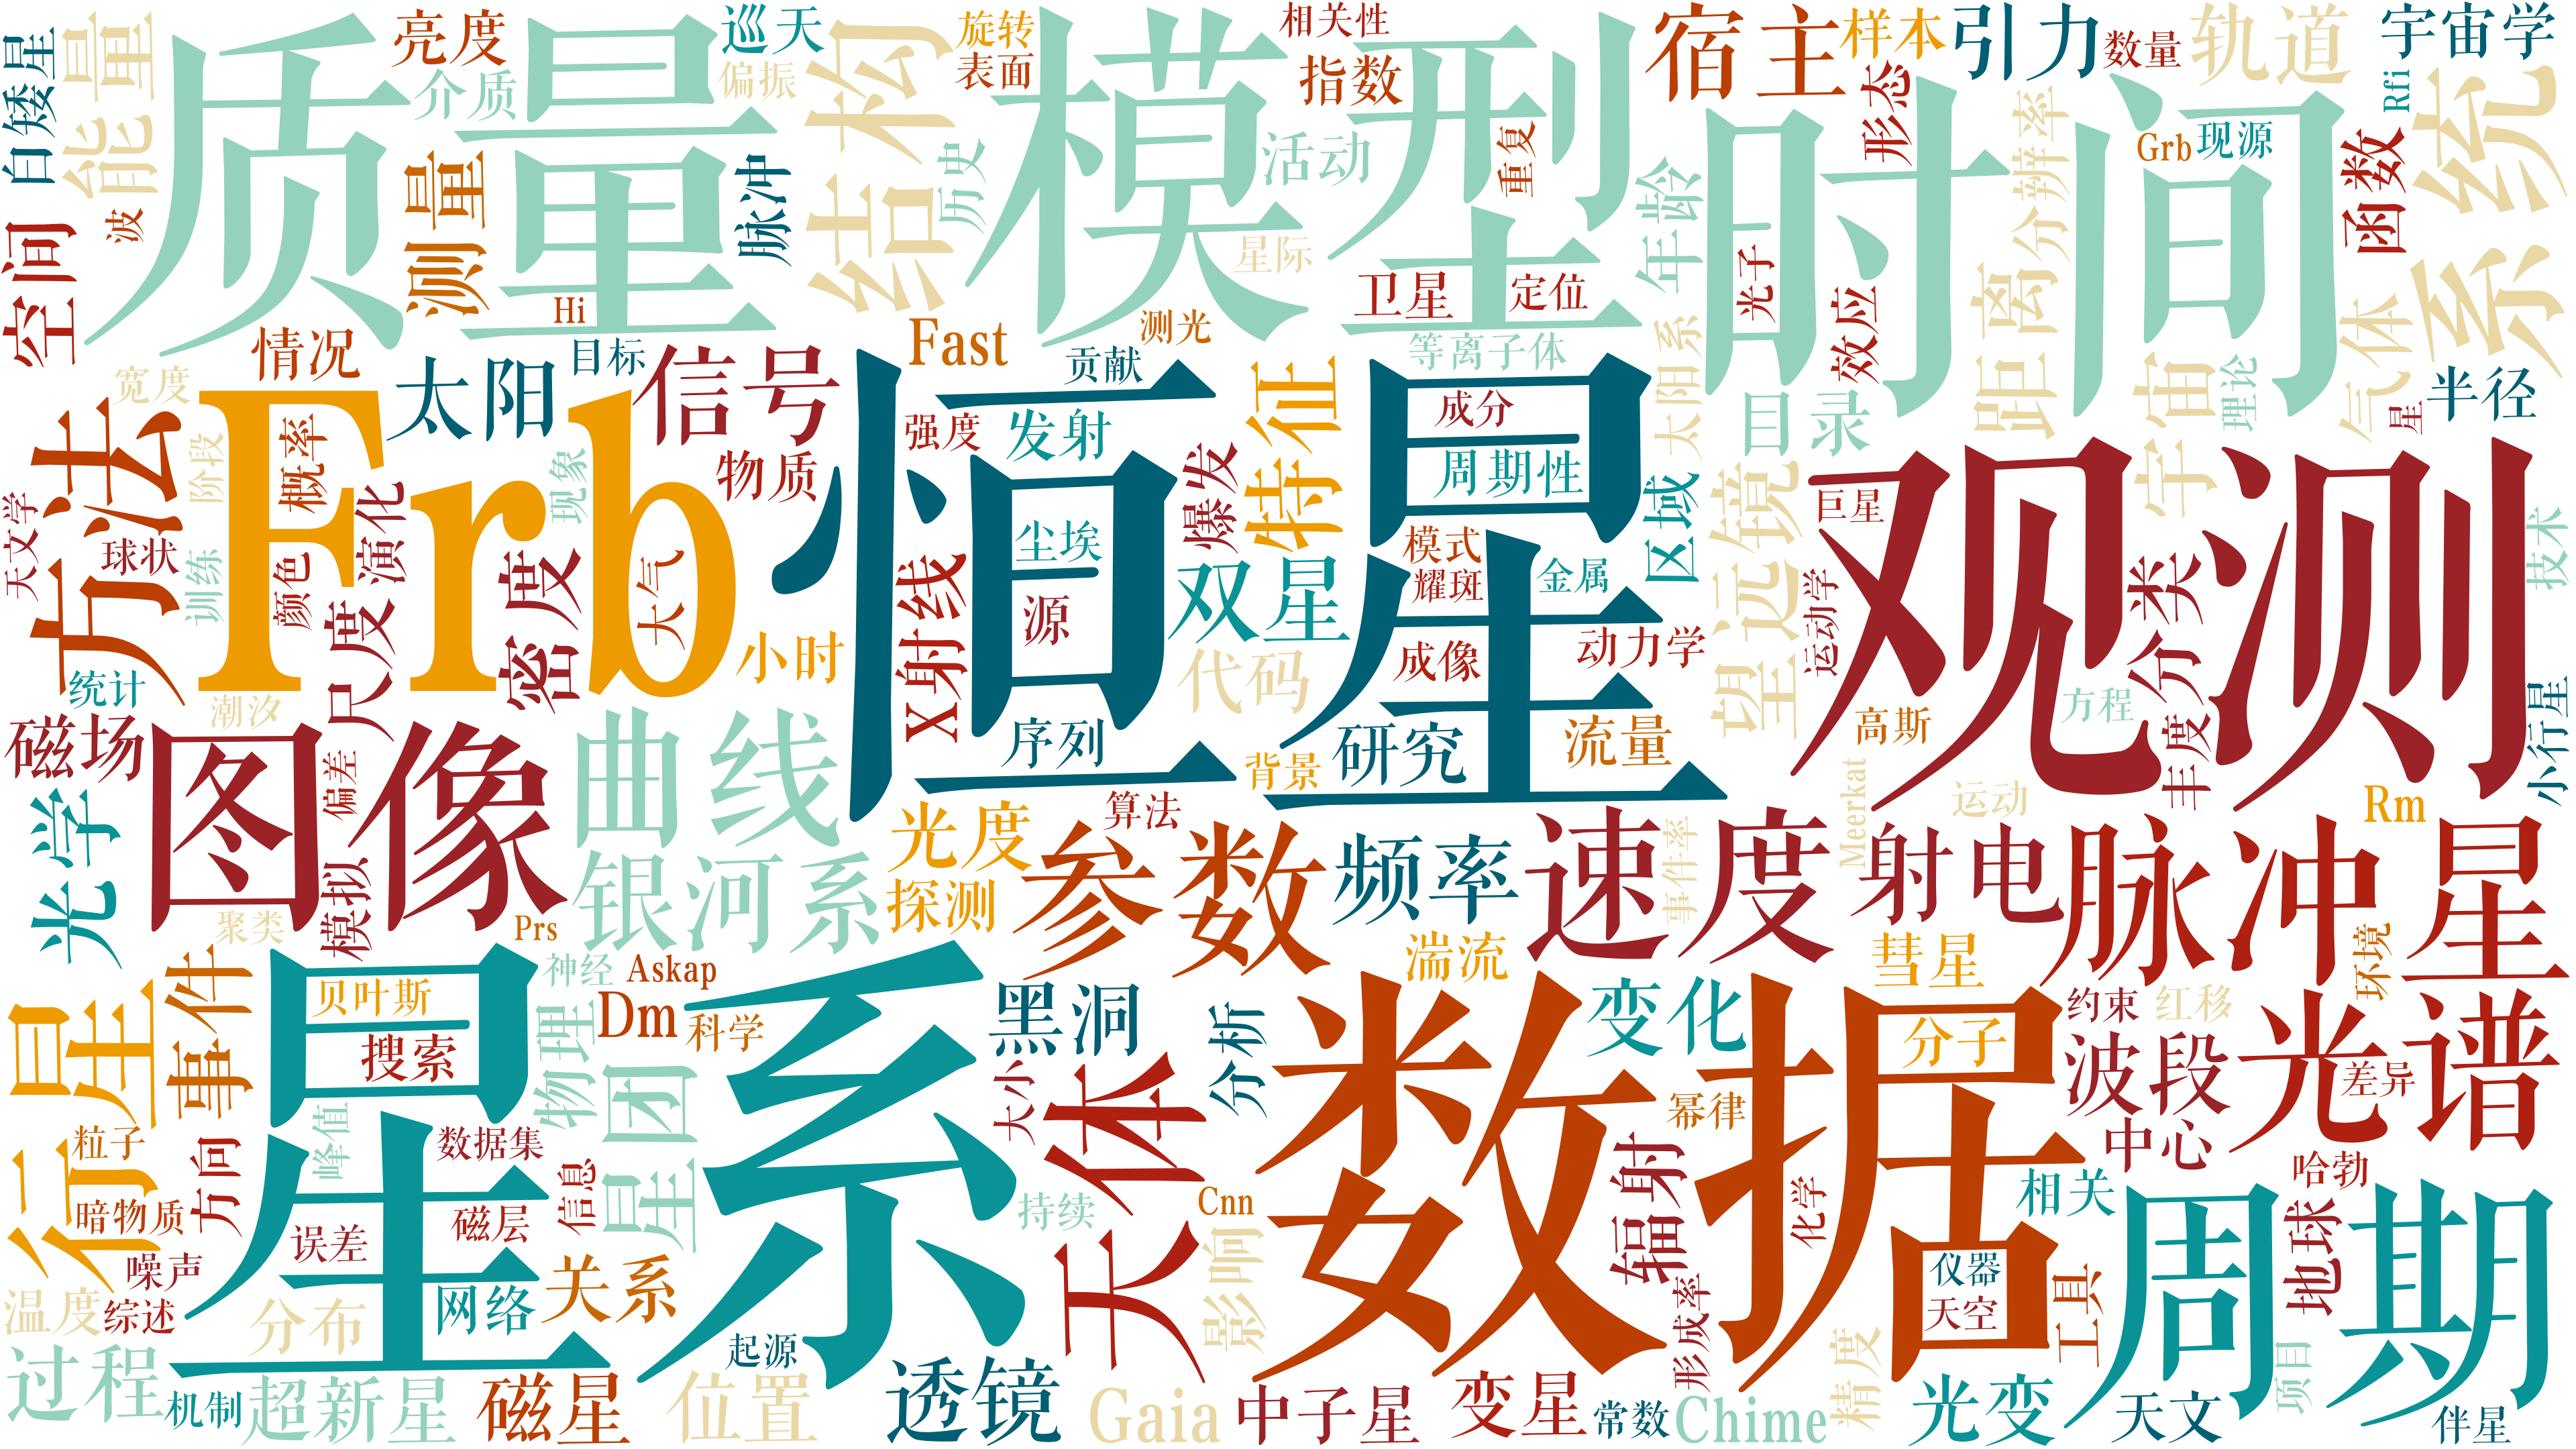 白矮星
能量
质量
亮度
介质
巡天
偏振
结构
旋转
表面
模型
相关性
指数
宿主
样本
引力
数量
轨道
宇宙学
空间
波
测量
脉冲
历史
活动
重复
星际
年龄
形态
时间
分辨率
Grb
现源
Rfi
函数
系统
Hi
卫星
定位
光子
效应
距离
气体
情况
太阳
目标
信号
Fast
测光
贡献
等离子体
太阳系
目录
宇宙
理论
半径
星
宽度
方法
阶段
概率
Frb
现象
物质
恒星
强度
发射
爆发
特征
成分
周期性
区域
望远镜
巨星
观测
技术
天文学
球状
训练
颜色
演化
尺度
密度
大气
小时
X射线
尘埃
源
双星
模式
耀斑
金属
代码
成像
动力学
运动学
分类
统计
潮汐
磁场
图像
偏差
曲线
序列
背景
研究
流量
高斯
方程
丰度
小行星
光学
模拟
银河系
光度
算法
探测
参数
频率
速度
事件率
Meerkat
运动
射电
脉冲星
Rm
聚类
Prs
行星
事件
星系
贝叶斯
搜索
神经
Askap
Dm
科学
物理
黑洞
湍流
变化
彗星
分子
约束
红移
环境
波段
光谱
差异
中心
粒子
峰值
数据集
星团
大小
天体
分析
数据
幂律
暗物质
方向
误差
磁层
信息
持续
Cnn
影响
辐射
化学
相关
哈勃
周期
地球
噪声
综述
温度
分布
网络
关系
形成率
仪器
天空
工具
过程
机制
超新星
磁星
起源
位置
透镜
Gaia
中子星
变星
常数
Chime
精度
光变
天文
项目
伴星